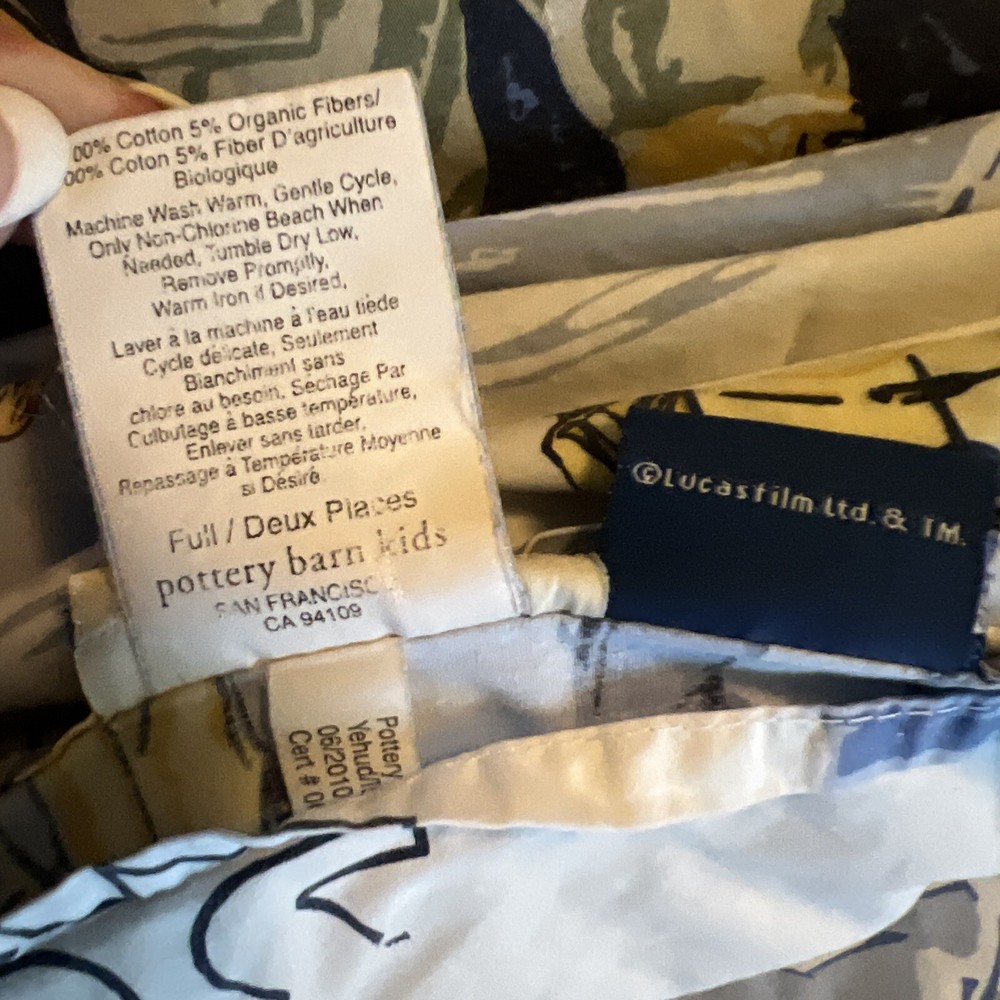 00% Cotton 5% Organic Fibers/
00% Coton 5% Fiber D'agriculture
Biologique
Machine Wash Warm, Gentle Cycle,
Only Non-Chlorine Beach When
Needed, Tumble Dry Low,
Remove Promptly,
Warm Iron if Desired,
Laver à la machine à l'eau tiède
Cycle délicate, Seulement
Blanchiment sans
chlore au besoin, Séchage Par
Culbutage à basse température,
Enlever sans tarder,
Repassage à Température Moyenne
si Désiré
Full / Deux Places
pottery barn kids
SAN FRANCISC
CA 94109
©Lucasfilm Ltd. & TM.
Pottery
06/2010
Cert #